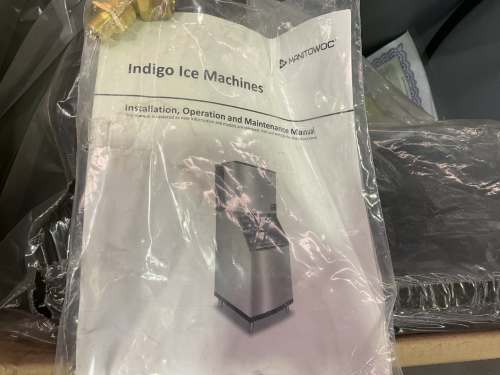 MANITOWOC
Indigo Ice Machines
Installation, Operation and Maintenance Manual